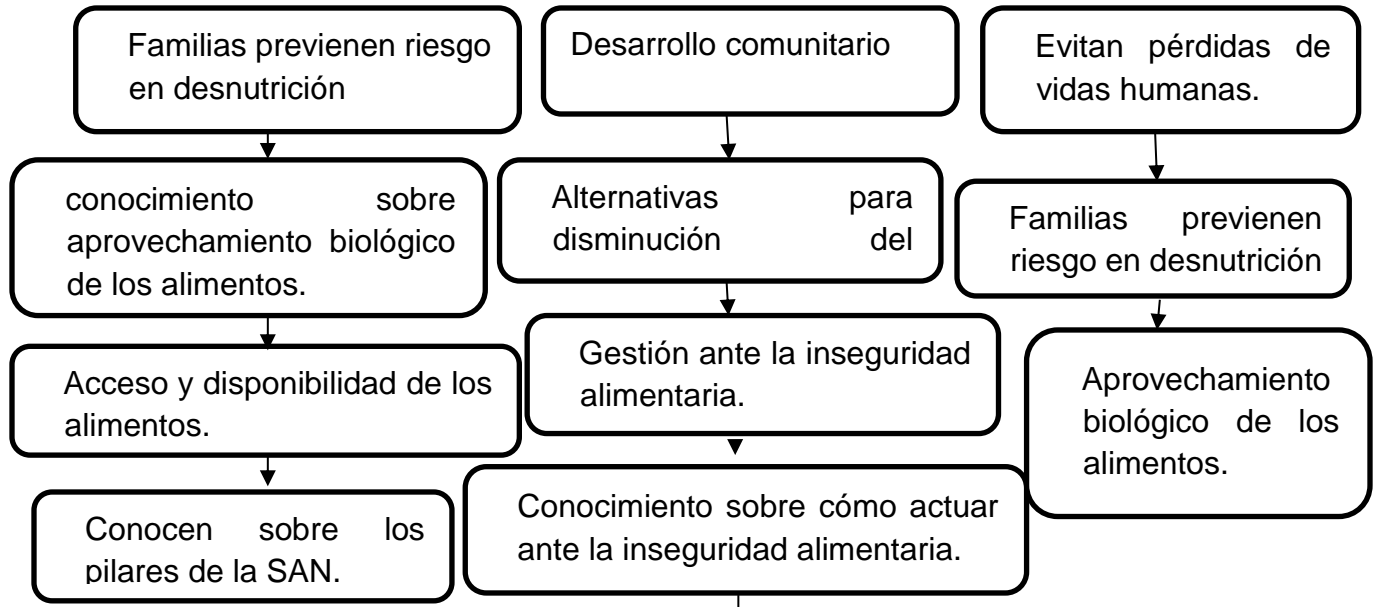 Familias previenen riesgo
en desnutrición
conocimiento sobre
aprovechamiento biológico
de los alimentos.
Acceso y disponibilidad de los
alimentos.
Conocen sobre los
pilares de la SAN.
Desarrollo comunitario
Alternativas para
disminución del
Gestión ante la inseguridad
alimentaria.
Conocimiento sobre cómo actuar
ante la inseguridad alimentaria.
Evitan pérdidas de
vidas humanas.
Familias previenen
riesgo en desnutrición
Aprovechamiento
biológico de los
alimentos.